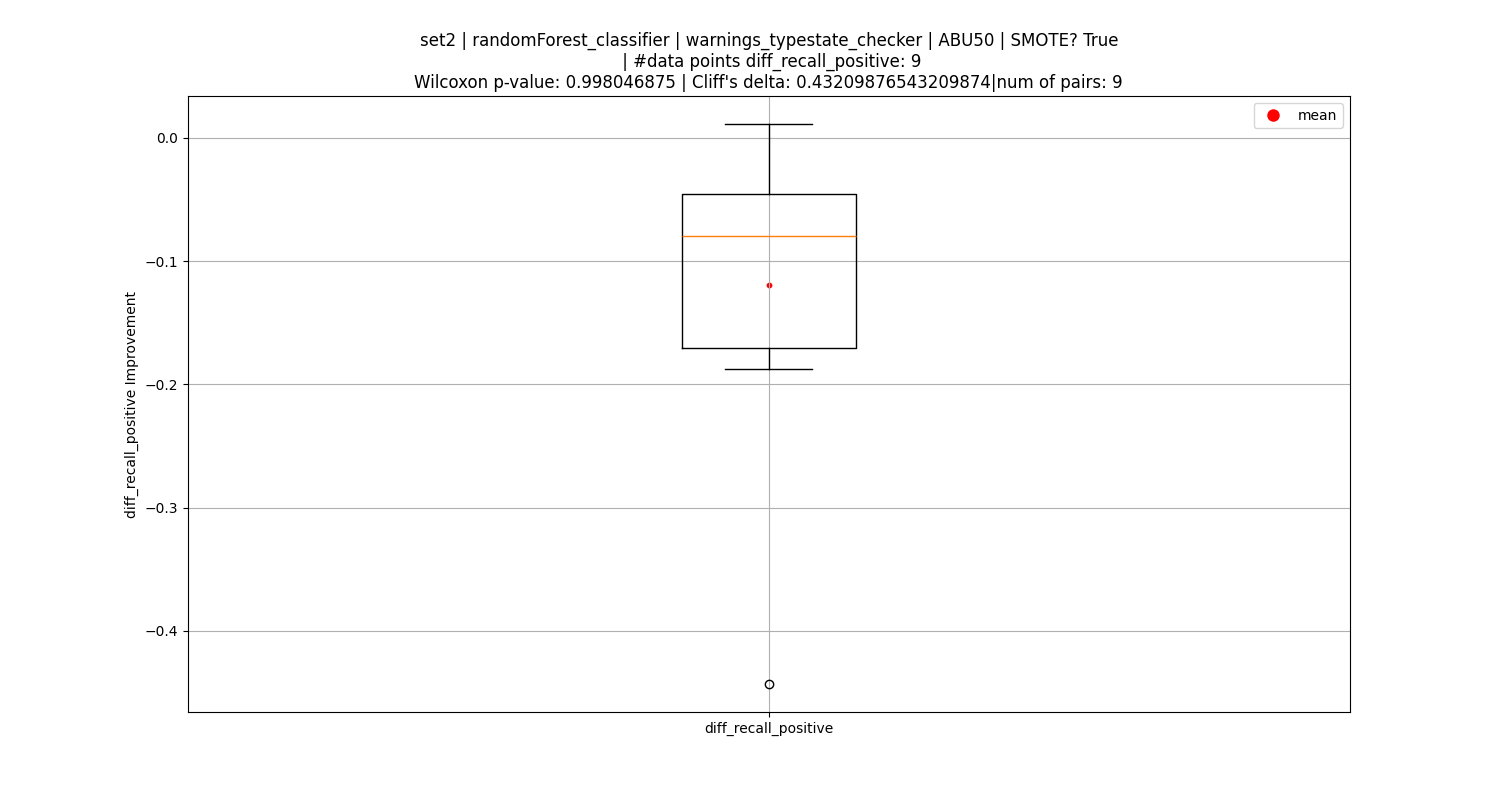 set2 | randomForest_classifier | warnings_typestate_checker | ABU50 | SMOTE? True
| #data points diff_recall_positive: 9
Wilcoxon p-value: 0.998046875 | Cliff's delta: 0.43209876543209874|num of pairs: 9
mean
0.0
−0.1
−0.2
−0.3
−0.4
diff_recall_positive Improvement
diff_recall_positive